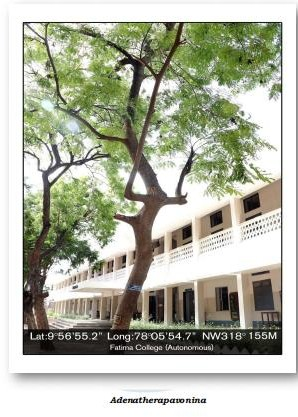 Lat:9°56'55.2" Long:78°05'54.7" NW318° 155M
Fatima College (Autonomous)
Adenatherapavonina